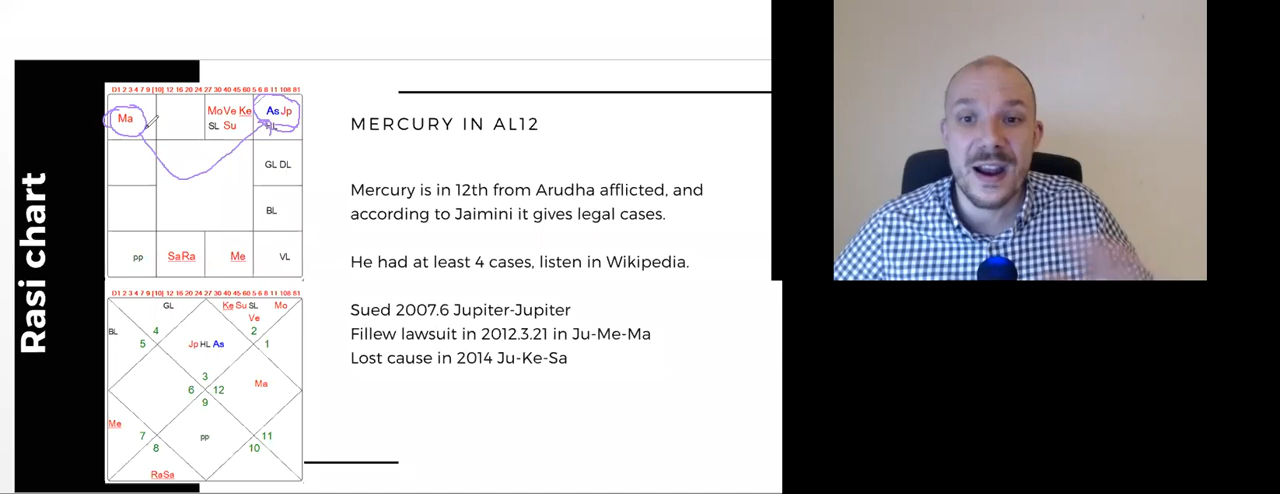 Rasi chart
D1 2 3 4 7 9 [10] 12 16 20 24 27 30 40 45 60 5 6 8 11 108 81
Ma
Mo Ve Ke
SL Su
As Jp
GL DL
BL
pp
SaRa
Me
VL
D1 2 3 4 7 9 [10] 12 16 20 24 27 30 40 45 60 5 6 8 11 108 81
GL
Ke Su SL
Mo
Ve
BL
4
2
5
Jp HL As
1
3
6
12
Ma
9
Me
7
pp
11
8
10
RaSa
MERCURY IN AL12
Mercury is in 12th from Arudha afflicted, and
according to Jaimini it gives legal cases.
He had at least 4 cases, listen in Wikipedia.
Sued 2007.6 Jupiter-Jupiter
Fillew lawsuit in 2012.3.21 in Ju-Me-Ma
Lost cause in 2014 Ju-Ke-Sa